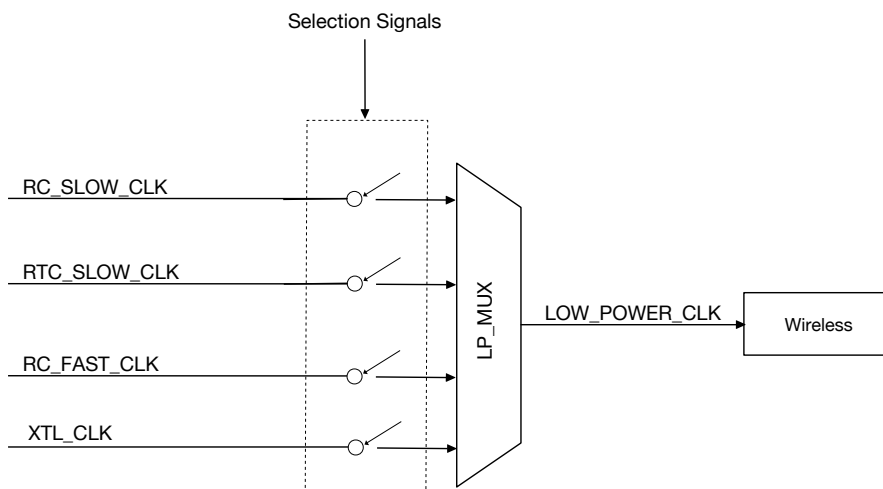 Selection Signals
RC_SLOW_CLK
RTC_SLOW_CLK
RC_FAST_CLK
XTL_CLK
LP_MUX
LOW_POWER_CLK
Wireless